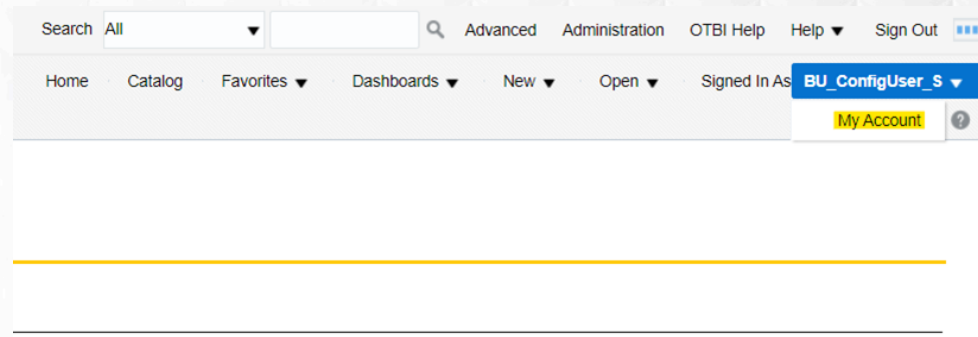 Search All Advanced Administration OTBI Help Help Sign Out
Home Catalog Favorites Dashboards New Open Signed In As BU_ConfigUser_S
My Account ?